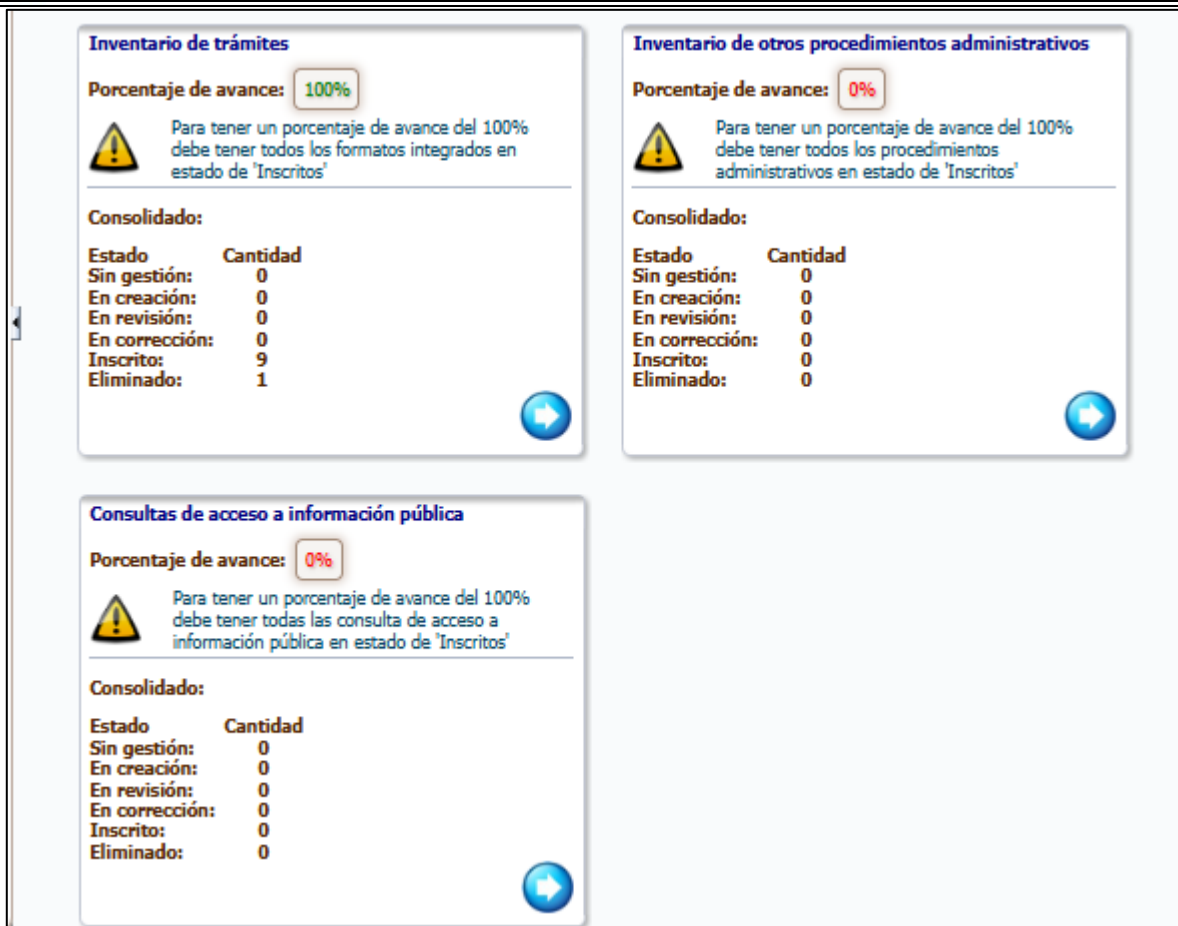 Inventario de trámites
Porcentaje de avance: 100%
Para tener un porcentaje de avance del 100%
debe tener todos los formatos integrados en
estado de 'Inscritos'
Consolidado:
Estado Cantidad
Sin gestión: 0
En creación: 0
En revisión: 0
En corrección: 0
Inscrito: 9
Eliminado: 1
Inventario de otros procedimientos administrativos
Porcentaje de avance: 0%
Para tener un porcentaje de avance del 100%
debe tener todos los procedimientos
administrativos en estado de 'Inscritos'
Consolidado:
Estado Cantidad
Sin gestión: 0
En creación: 0
En revisión: 0
En corrección: 0
Inscrito: 0
Eliminado: 0
Consultas de acceso a información pública
Porcentaje de avance: 0%
Para tener un porcentaje de avance del 100%
debe tener todas las consulta de acceso a
información pública en estado de 'Inscritos'
Consolidado:
Estado Cantidad
Sin gestión: 0
En creación: 0
En revisión: 0
En corrección: 0
Inscrito: 0
Eliminado: 0